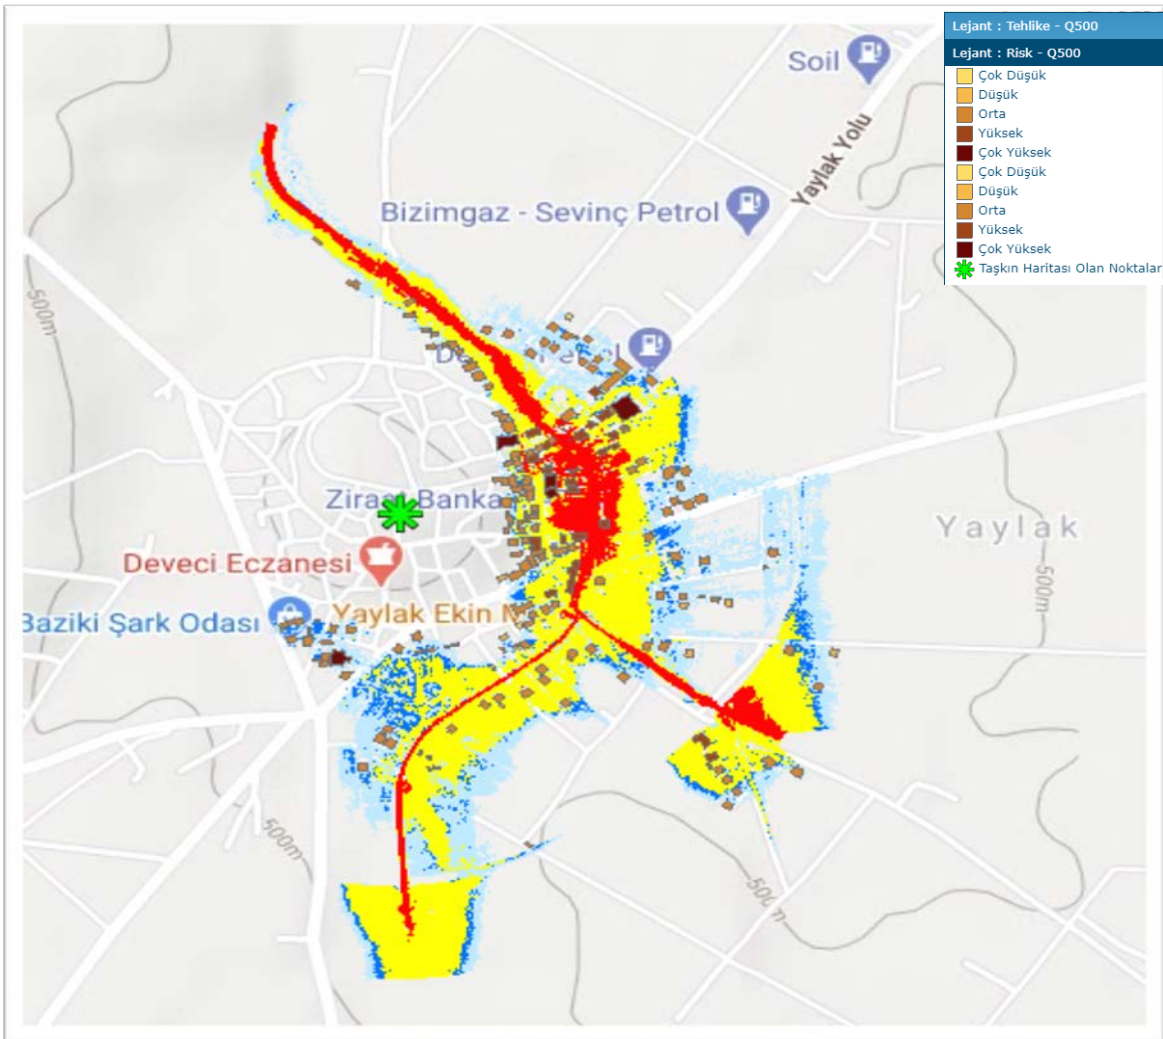 Lejant : Tehlike - Q500
Lejant : Risk - Q500
Çok Düşük
Düşük
Orta
Yüksek
Çok Yüksek
Çok Düşük
Düşük
Orta
Yüksek
Çok Yüksek
Taşkın Haritası Olan Noktalar
Soil
Yaylak Yolu
Bizimgaz - Sevinç Petrol
500m
Banka
Yaylak
Deveci Eczanesi
500m
Baziki Şark Odası
Yaylak Ekin
500m
500m